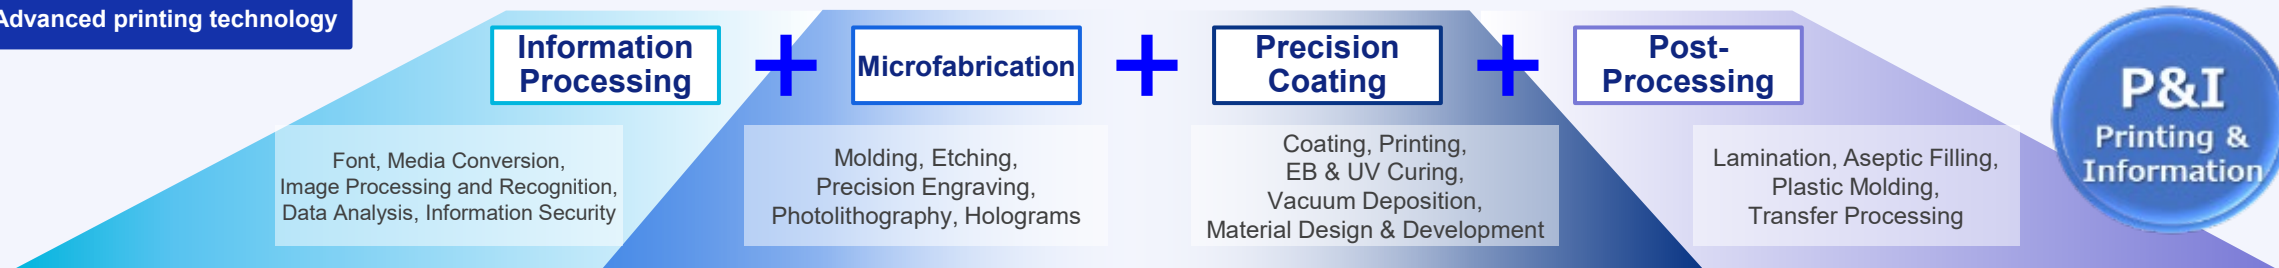 Advanced printing technology
Information
Processing
+
Microfabrication
+
Precision
Coating
+
Post-
Processing
Font, Media Conversion,
Image Processing and Recognition,
Data Analysis, Information Security
Molding, Etching,
Precision Engraving,
Photolithography, Holograms
Coating, Printing,
EB & UV Curing,
Vacuum Deposition,
Material Design & Development
Lamination, Aseptic Filling,
Plastic Molding,
Transfer Processing
P&I
Printing &
Information